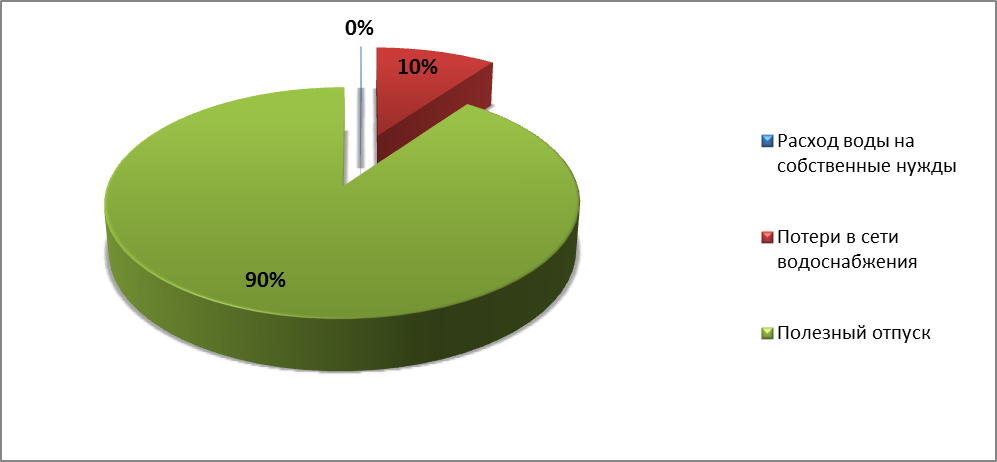 0%
10%
90%
Расход воды на
собственные нужды
Потери в сети
водоснабжения
Полезный отпуск